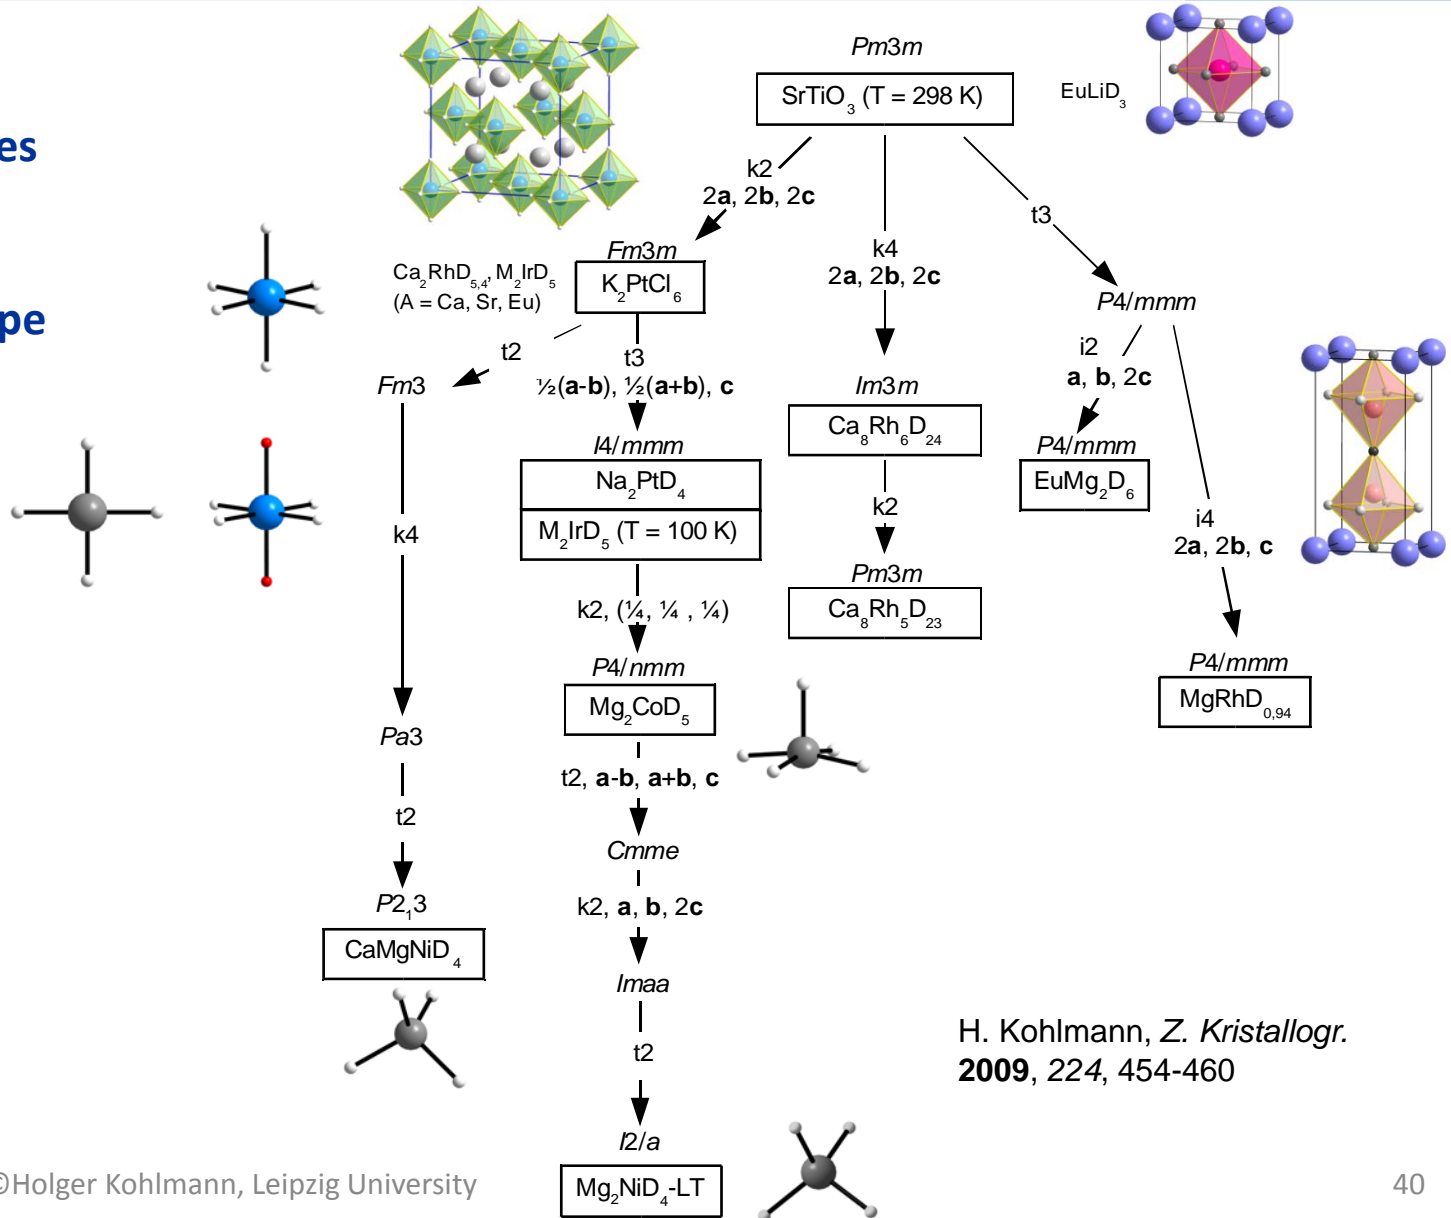 es
pe
Pm3m
SrTiO3 (T = 298 K)
EuLiD3
k2
2a, 2b, 2c
k4
2a, 2b, 2c
t3
Fm3m
Ca2RhD5,4, M2IrD5
(A = Ca, Sr, Eu)
K2PtCl6
P4/mmm
t2
t3
½(a-b), ½(a+b), c
i2
a, b, 2c
Fm3
Im3m
Ca8Rh6D24
I4/mmm
Na2PtD4
M2IrD5 (T = 100 K)
P4/mmm
EuMg2D6
k4
k2
i4
2a, 2b, c
Pm3m
Ca8Rh5D23
k2, (¼, ¼ , ¼)
P4/nmm
Mg2CoD5
P4/mmm
MgRhD0,94
Pa3
t2, a-b, a+b, c
t2
Cmme
P213
k2, a, b, 2c
CaMgNiD4
Imaa
t2
H. Kohlmann, Z. Kristallogr.
2009, 224, 454-460
I2/a
Mg2NiD4-LT
©Holger Kohlmann, Leipzig University
40